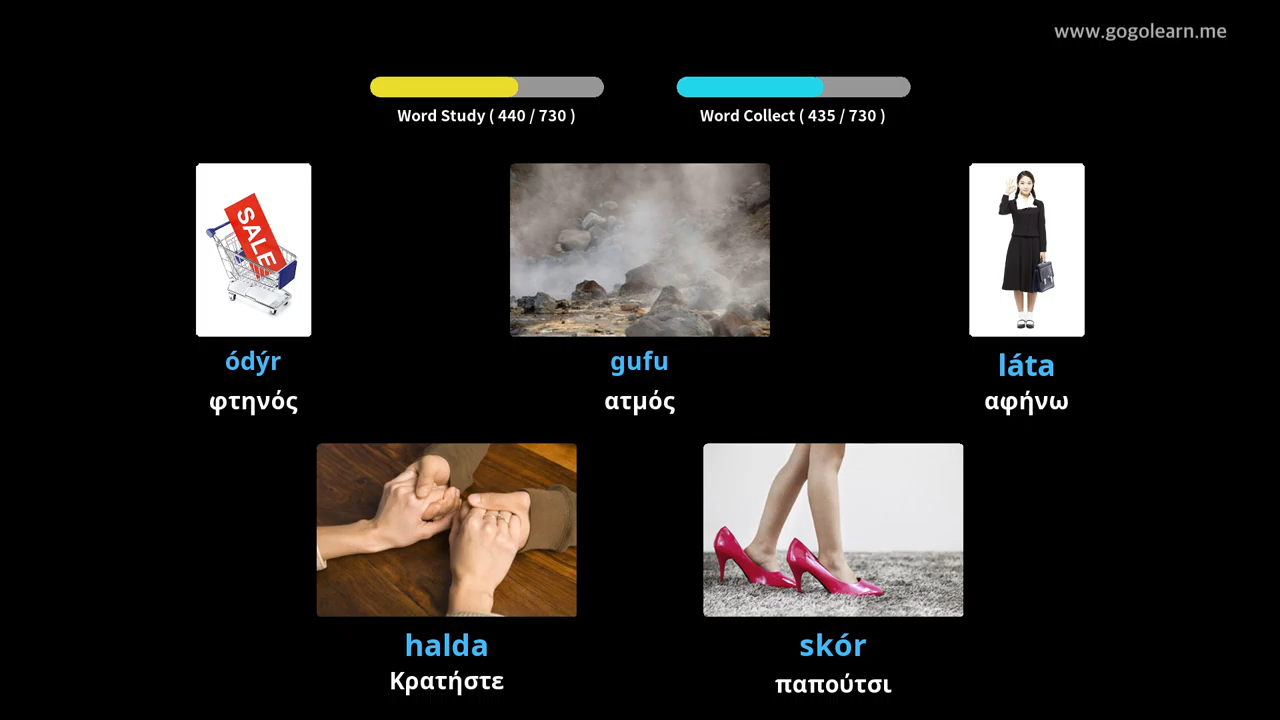 www.gogolearn.me
Word Study ( 440 / 730 )
Word Collect ( 435 / 730 )
SALE
ódýr
φτηνός
gufu
ατμός
láta
αφήνω
halda
Κρατήστε
skór
παπούτσι